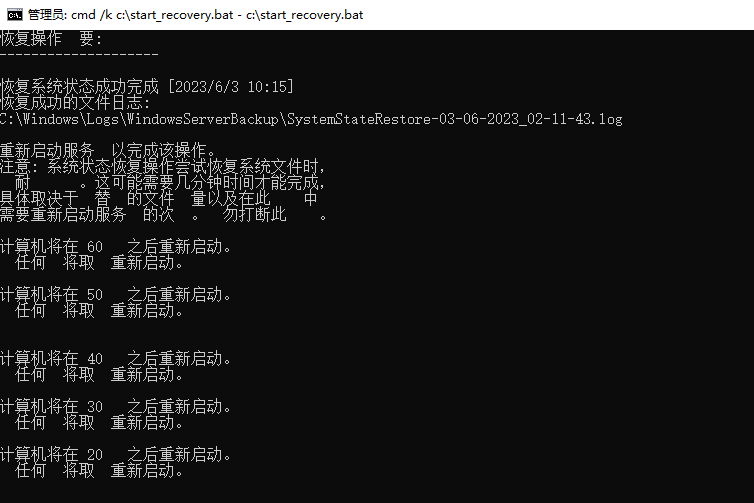 管理员: cmd /k c:\start_recovery.bat - c:\start_recovery.bat
恢复操作 要:
--------------------
恢复系统状态成功完成 [2023/6/3 10:15]
恢复成功的文件日志:
C:\Windows\Logs\WindowsServerBackup\SystemStateRestore-03-06-2023_02-11-43.log
重新启动服务 以完成该操作。
注意: 系统状态恢复操作尝试恢复系统文件时,
耐 。这可能需要几分钟时间才能完成,
具体取决于 替 的文件 量以及在此 中
需要重新启动服务 的次 。 勿打断此 。
计算机将在 60 之后重新启动。
任何 将取 重新启动。
计算机将在 50 之后重新启动。
任何 将取 重新启动。
计算机将在 40 之后重新启动。
任何 将取 重新启动。
计算机将在 30 之后重新启动。
任何 将取 重新启动。
计算机将在 20 之后重新启动。
任何 将取 重新启动。